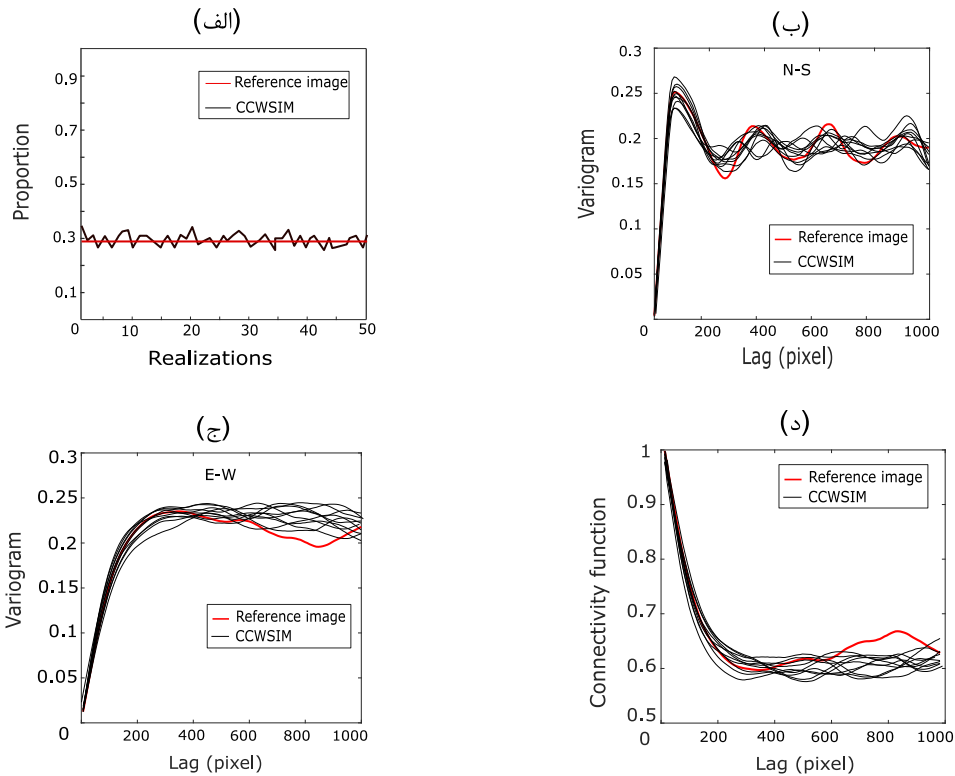 (الف)
Proportion
0.9
0.7
0.5
0.3
0.1
Reference image
CCWSIM
0 10 20 30 40 50
Realizations
(ب)
Variogram
0.3
0.25
0.2
0.15
0.05
N-S
Reference image
CCWSIM
0 200 400 600 800 1000
Lag (pixel)
(ج)
Variogram
0.3
0.25
0.2
0.15
0.1
0.05
0
E-W
Reference image
CCWSIM
200 400 600 800 1000
Lag (pixel)
(د)
Connectivity function
1
0.9
0.8
0.7
0.6
0.5
Reference image
CCWSIM
0 200 400 600 800 1000
Lag (pixel)